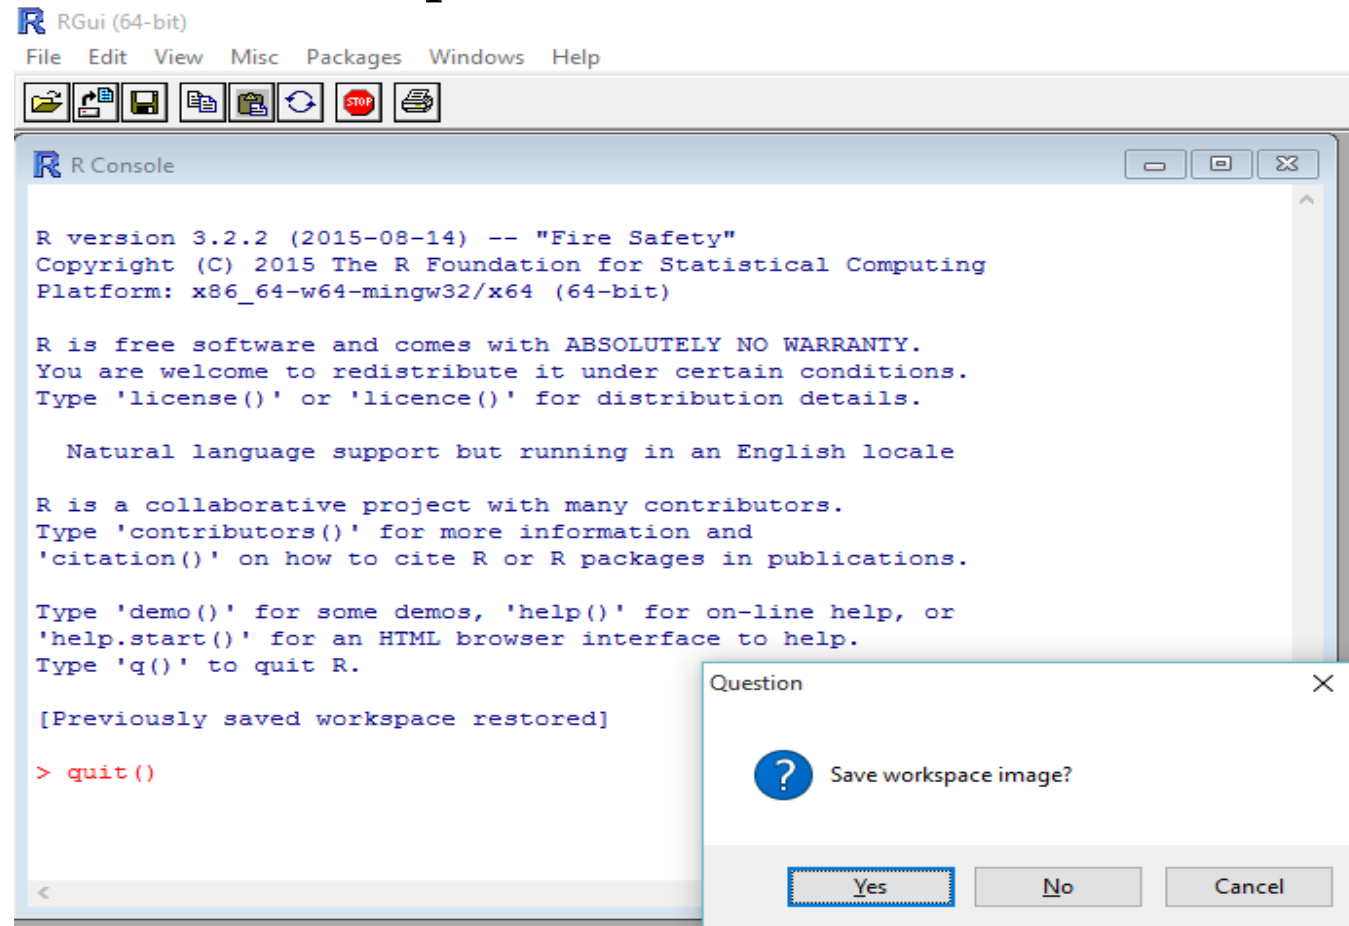 RGui (64-bit)
File Edit View Misc Packages Windows Help
STOP
R Console
R version 3.2.2 (2015-08-14) -- "Fire Safety"
Copyright (C) 2015 The R Foundation for Statistical Computing
Platform: x86_64-w64-mingw32/x64 (64-bit)
R is free software and comes with ABSOLUTELY NO WARRANTY.
You are welcome to redistribute it under certain conditions.
Type 'license()' or 'licence()' for distribution details.
Natural language support but running in an English locale
R is a collaborative project with many contributors.
Type 'contributors()' for more information and
'citation()' on how to cite R or R packages in publications.
Type 'demo()' for some demos, 'help()' for on-line help, or
'help.start()' for an HTML browser interface to help.
Type 'q()' to quit R.
[Previously saved workspace restored]
> quit()
Question
Save workspace image?
Yes No Cancel